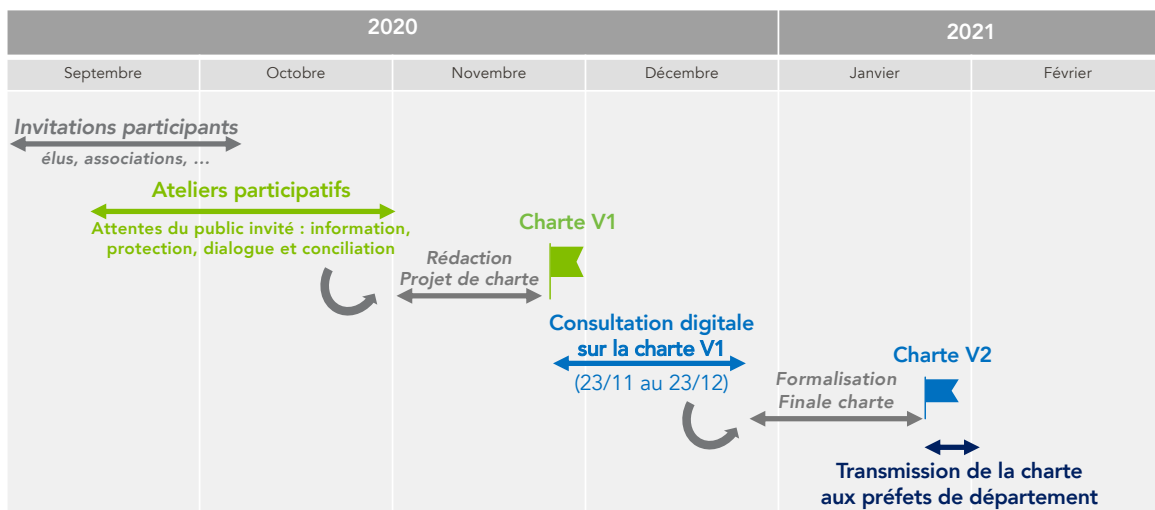 2020
2021
Septembre
Octobre
Novembre
Décembre
Janvier
Février
Invitations participants
élus, associations, ...
Ateliers participatifs
Attentes du public invité : information,
protection, dialogue et conciliation
Charte V1
Rédaction
Projet de charte
Consultation digitale
sur la charte V1
(23/11 au 23/12)
Charte V2
Formalisation
Finale charte
Transmission de la charte
aux préfets de département